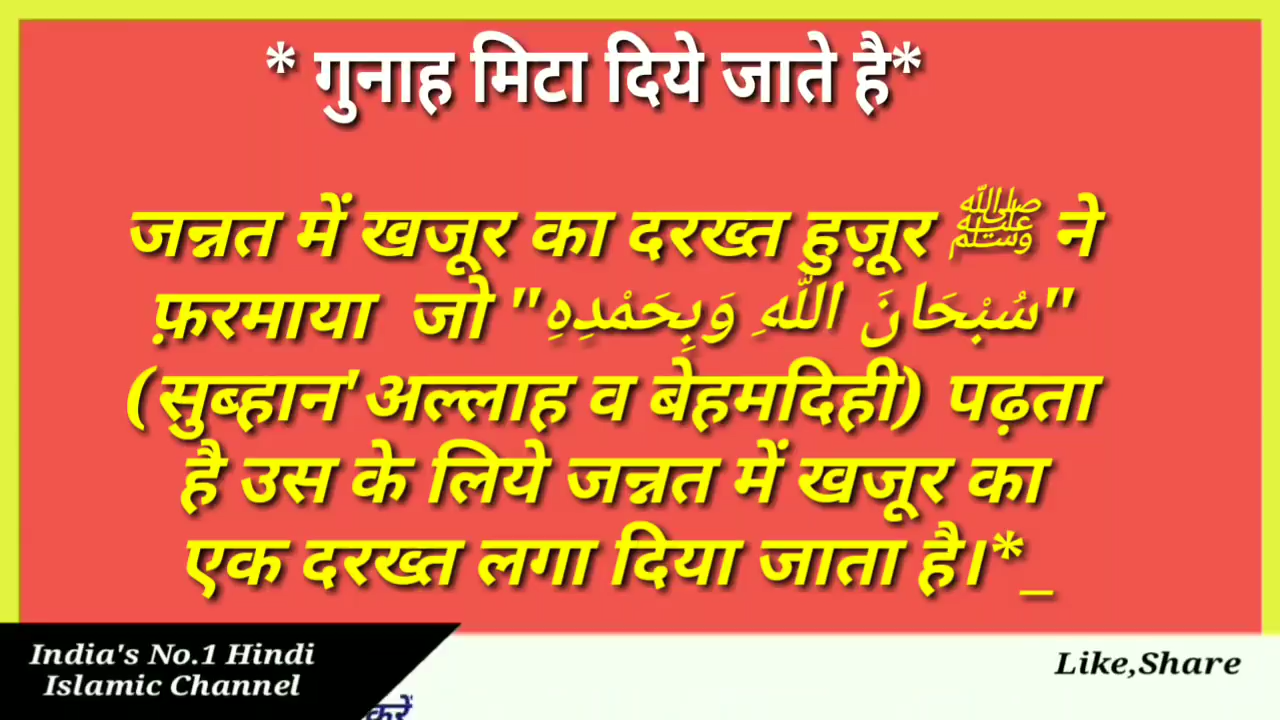 * गुनाह मिटा दिये जाते है*
जन्नत में खजूर का दरख्त हुज़ूर ﷺ ने
फ़रमाया जो "سُبْحَانَ اللَّهِ وَبِحَمْدِهِ"
(सुब्हान'अल्लाह व बेहमदिही) पढ़ता
है उस के लिये जन्नत में खजूर का
एक दरख्त लगा दिया जाता है।*_
India's No.1 Hindi
Islamic Channel
Like,Share
करें